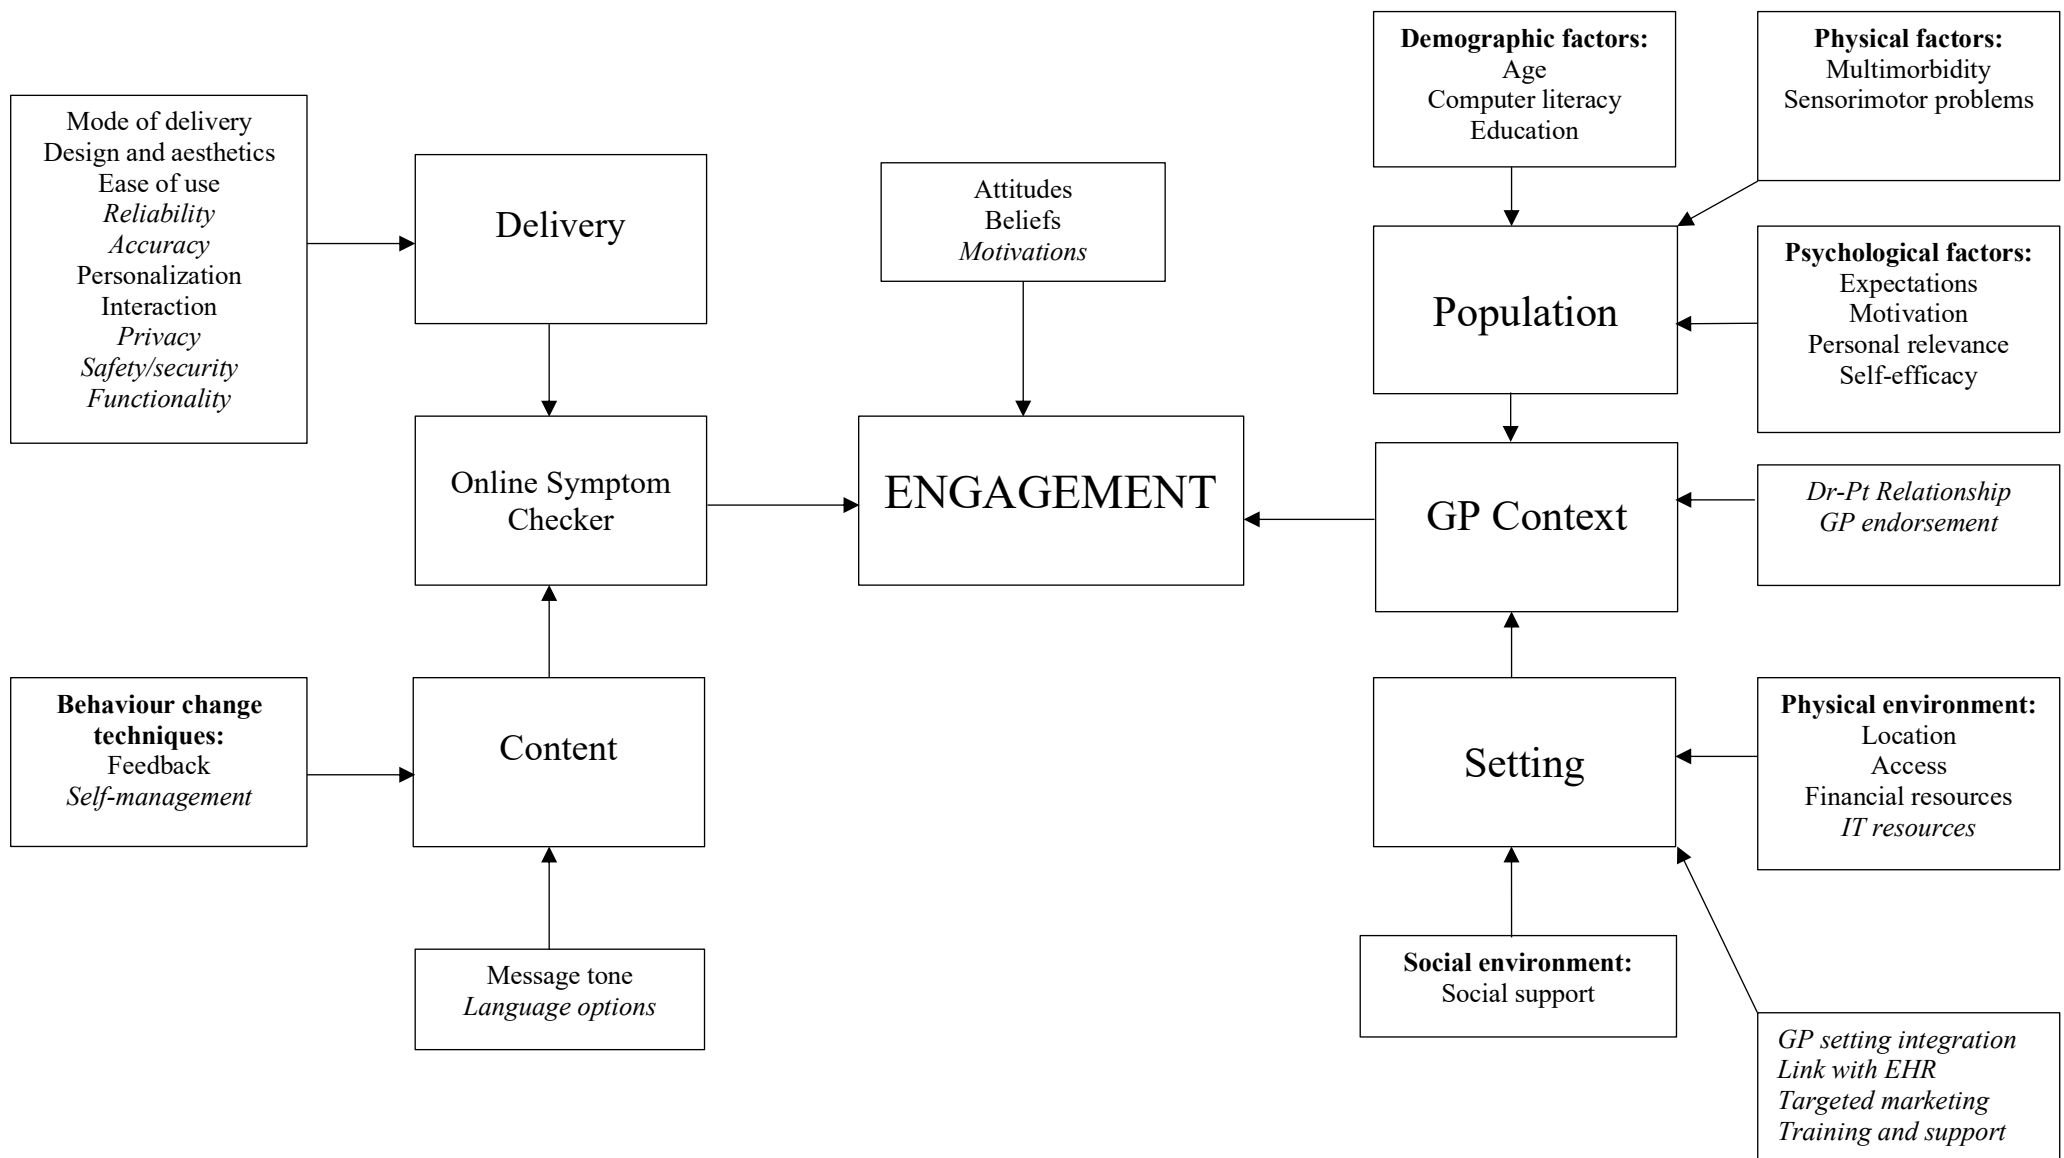 Mode of delivery
Design and aesthetics
Ease of use
Reliability
Accuracy
Personalization
Interaction
Privacy
Safety/security
Functionality
Delivery
Online Symptom
Checker
Behaviour change
techniques:
Feedback
Self-management
Content
Message tone
Language options
Attitudes
Beliefs
Motivations
ENGAGEMENT
Demographic factors:
Age
Computer literacy
Education
Physical factors:
Multimorbidity
Sensorimotor problems
Population
Psychological factors:
Expectations
Motivation
Personal relevance
Self-efficacy
GP Context
Dr-Pt Relationship
GP endorsement
Setting
Physical environment:
Location
Access
Financial resources
IT resources
Social environment:
Social support
GP setting integration
Link with EHR
Targeted marketing
Training and support